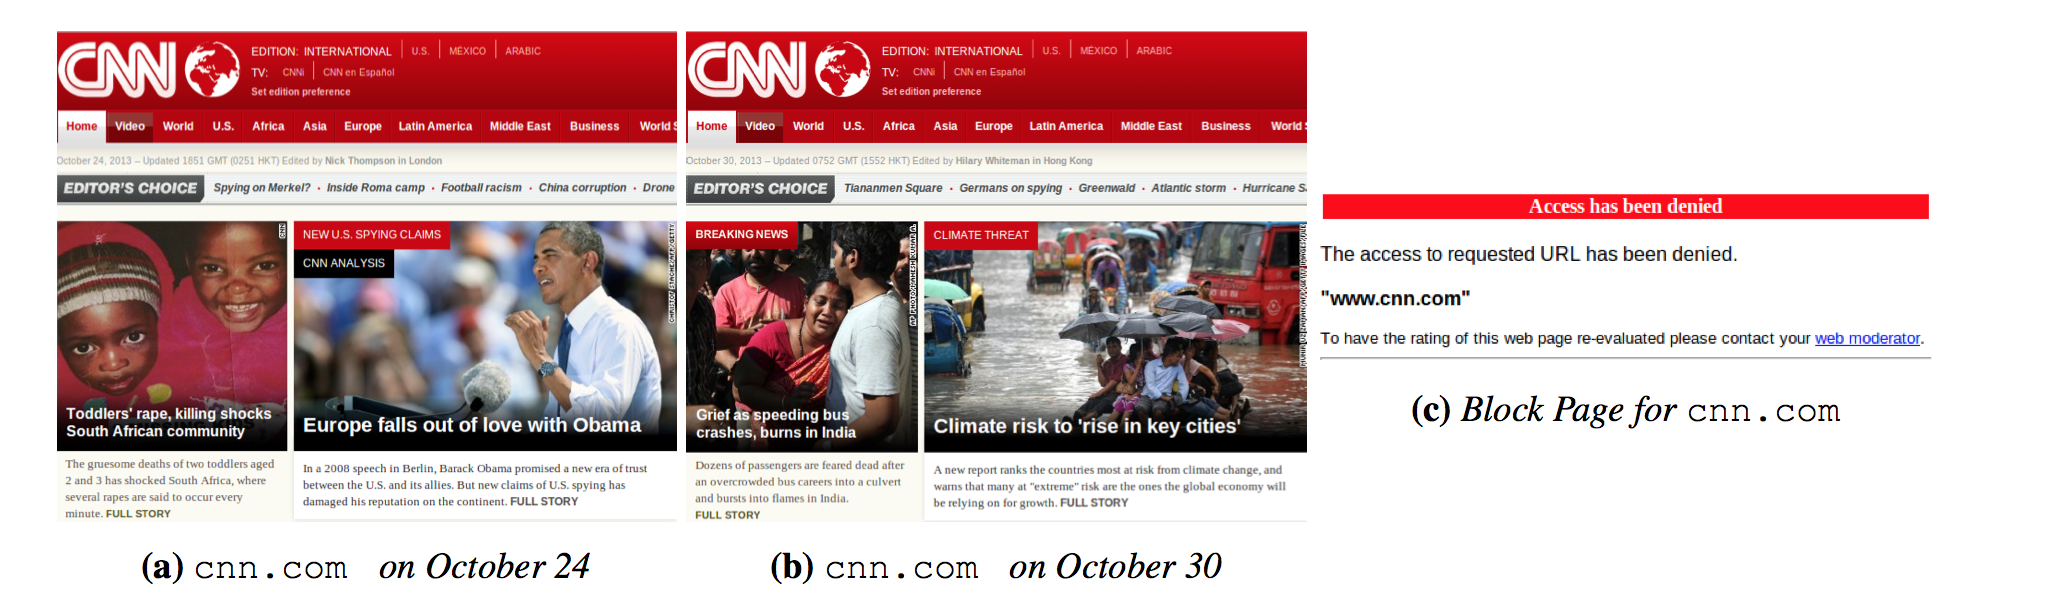 CNN
EDITION: INTERNATIONAL U.S. MÉXICO ARABIC
TV: CNNi CNN en Español
Set edition preference
Home Video World U.S. Africa Asia Europe Latin America Middle East Business World S
October 24, 2013 -- Updated 1851 GMT (0251 HKT) Edited by Nick Thompson in London
EDITOR'S CHOICE Spying on Merkel? · Inside Roma camp · Football racism · China corruption · Drone
CNN
NEW U.S. SPYING CLAIMS
CNN ANALYSIS
Toddlers' rape, killing shocks
South African community
Europe falls out of love with Obama
The gruesome deaths of two toddlers aged
2 and 3 has shocked South Africa, where
several rapes are said to occur every
minute. FULL STORY
In a 2008 speech in Berlin, Barack Obama promised a new era of trust
between the U.S. and its allies. But new claims of U.S. spying has
damaged his reputation on the continent. FULL STORY
(a) cnn.com on October 24
CNN
EDITION: INTERNATIONAL U.S. MÉXICO ARABIC
TV: CNNi CNN en Español
Set edition preference
Home Video World U.S. Africa Asia Europe Latin America Middle East Business World S
October 30, 2013 -- Updated 0752 GMT (1552 HKT) Edited by Hilary Whiteman in Hong Kong
EDITOR'S CHOICE Tiananmen Square · Germans on spying · Greenwald · Atlantic storm · Hurricane Sa
BREAKING NEWS
CLIMATE THREAT
Grief as speeding bus
crashes, burns in India
Climate risk to 'rise in key cities'
Dozens of passengers are feared dead after
an overcrowded bus careers into a culvert
and bursts into flames in India.
FULL STORY
A new report ranks the countries most at risk from climate change, and
warns that many at "extreme" risk are the ones the global economy will
be relying on for growth. FULL STORY
(b) cnn.com on October 30
Access has been denied
The access to requested URL has been denied.
"www.cnn.com"
To have the rating of this web page re-evaluated please contact your web moderator.
(c) Block Page for cnn.com